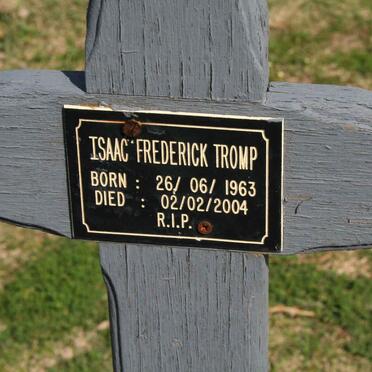 ISAAC FREDERICK TROMP
BORN : 26/ 06/ 1963
DIED : 02/02/2004
R.I.P.